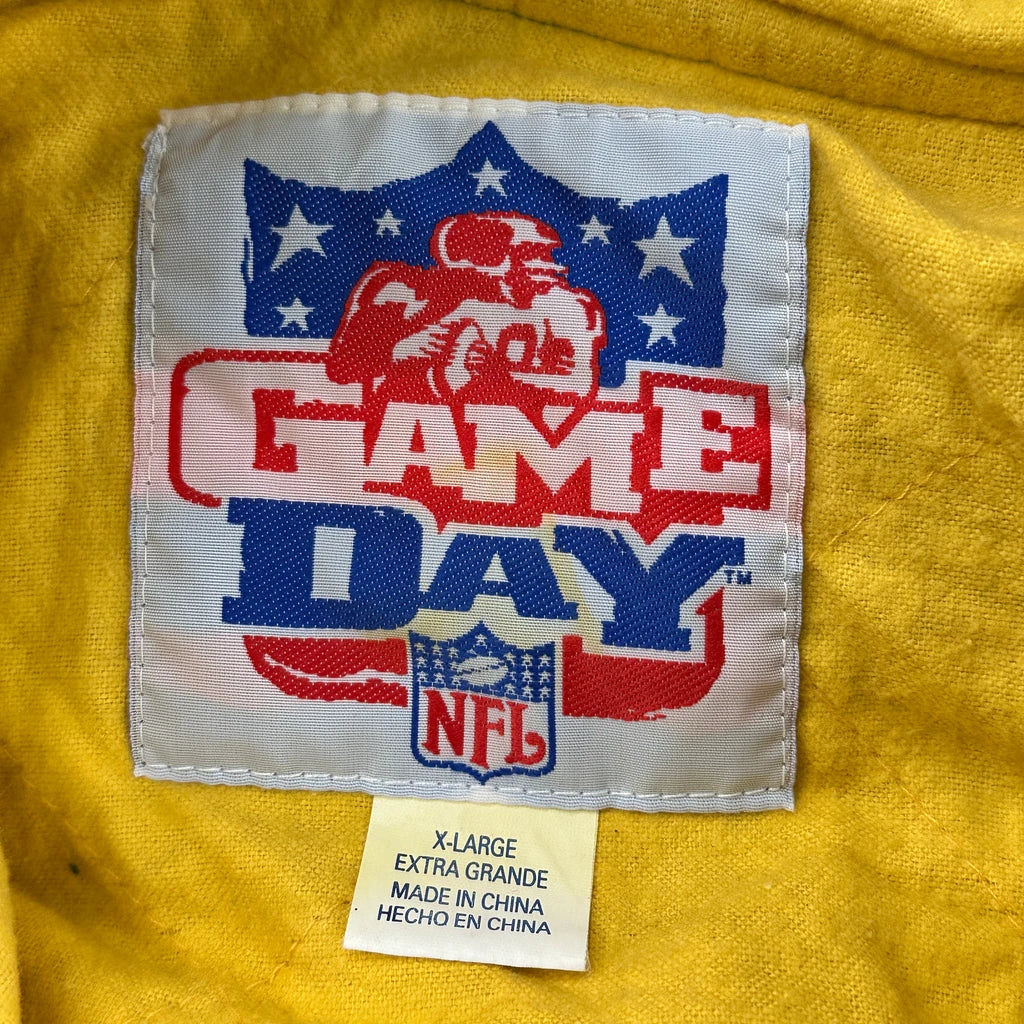 GAME
DAY™
NFL
X-LARGE
EXTRA GRANDE
MADE IN CHINA
HECHO EN CHINA